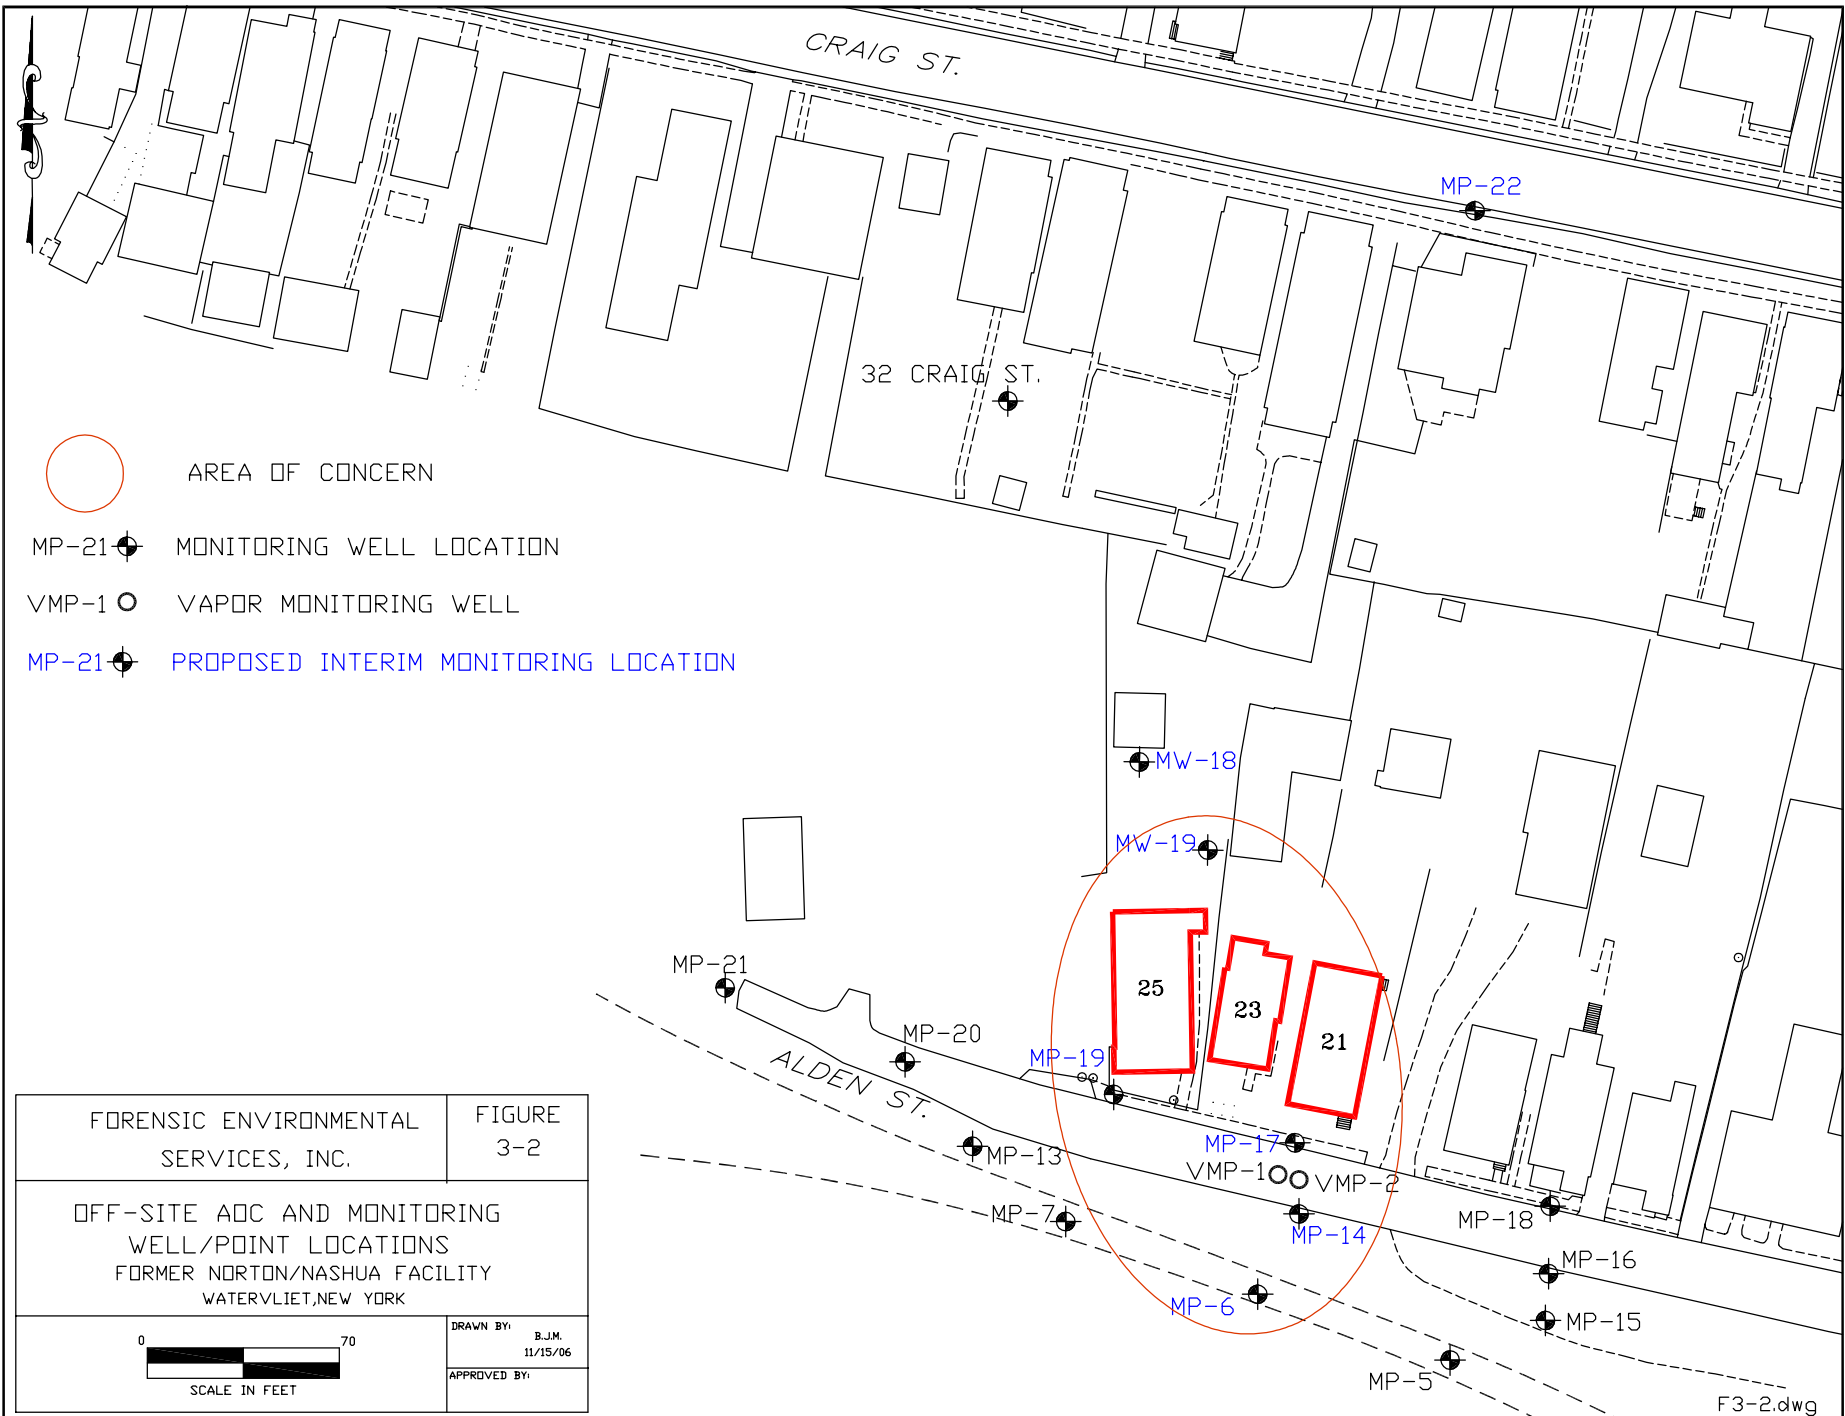 CRAIG ST.
MP-22
32 CRAIG ST.
AREA OF CONCERN
MP-21 MONITORING WELL LOCATION
VMP-1 VAPOR MONITORING WELL
MP-21 PROPOSED INTERIM MONITORING LOCATION
MW-18
MW-19
MP-21
25
23
21
MP-20
MP-19
ALDEN ST.
MP-13
MP-17
VMP-1
VMP-2
MP-7
MP-14
MP-18
MP-16
MP-6
MP-15
MP-5
FORENSIC ENVIRONMENTAL
SERVICES, INC.
FIGURE
3-2
OFF-SITE AOC AND MONITORING
WELL/POINT LOCATIONS
FORMER NORTON/NASHUA FACILITY
WATERVLIET,NEW YORK
0 70
SCALE IN FEET
DRAWN BY:
B.J.M.
11/15/06
APPROVED BY:
F3-2.dwg